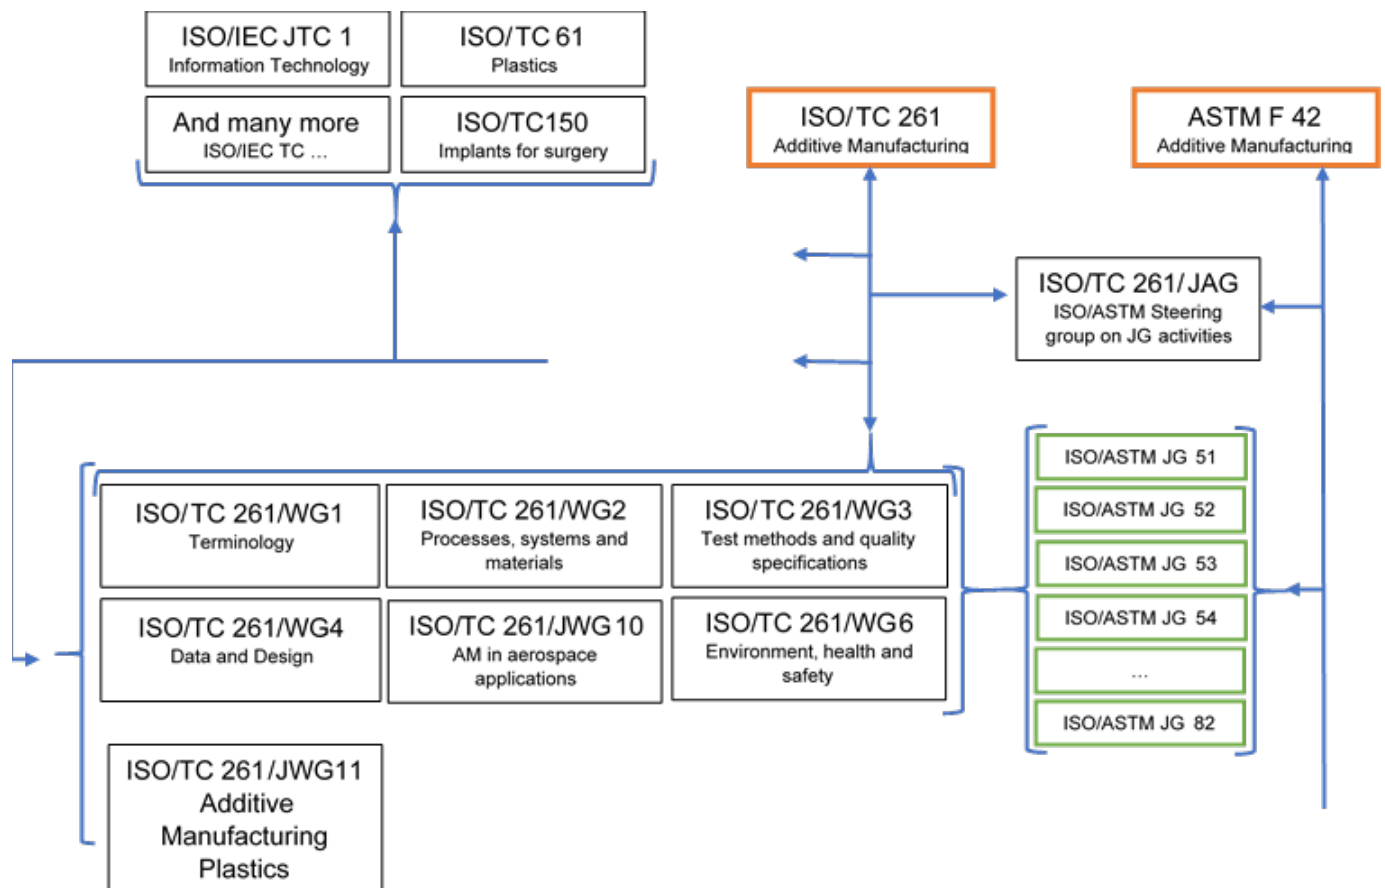 ISO/IEC JTC 1
Information Technology
ISO/TC 61
Plastics
And many more
ISO/IEC TC ...
ISO/TC150
Implants for surgery
ISO/TC 261
Additive Manufacturing
ASTM F 42
Additive Manufacturing
ISO/TC 261/JAG
ISO/ASTM Steering
group on JG activities
ISO/TC 261/WG1
Terminology
ISO/TC 261/WG2
Processes, systems and
materials
ISO/TC 261/WG3
Test methods and quality
specifications
ISO/TC 261/WG4
Data and Design
ISO/TC 261/JWG 10
AM in aerospace
applications
ISO/TC 261/WG6
Environment, health and
safety
ISO/TC 261/JWG11
Additive
Manufacturing
Plastics
ISO/ASTM JG 51
ISO/ASTM JG 52
ISO/ASTM JG 53
ISO/ASTM JG 54
...
ISO/ASTM JG 82